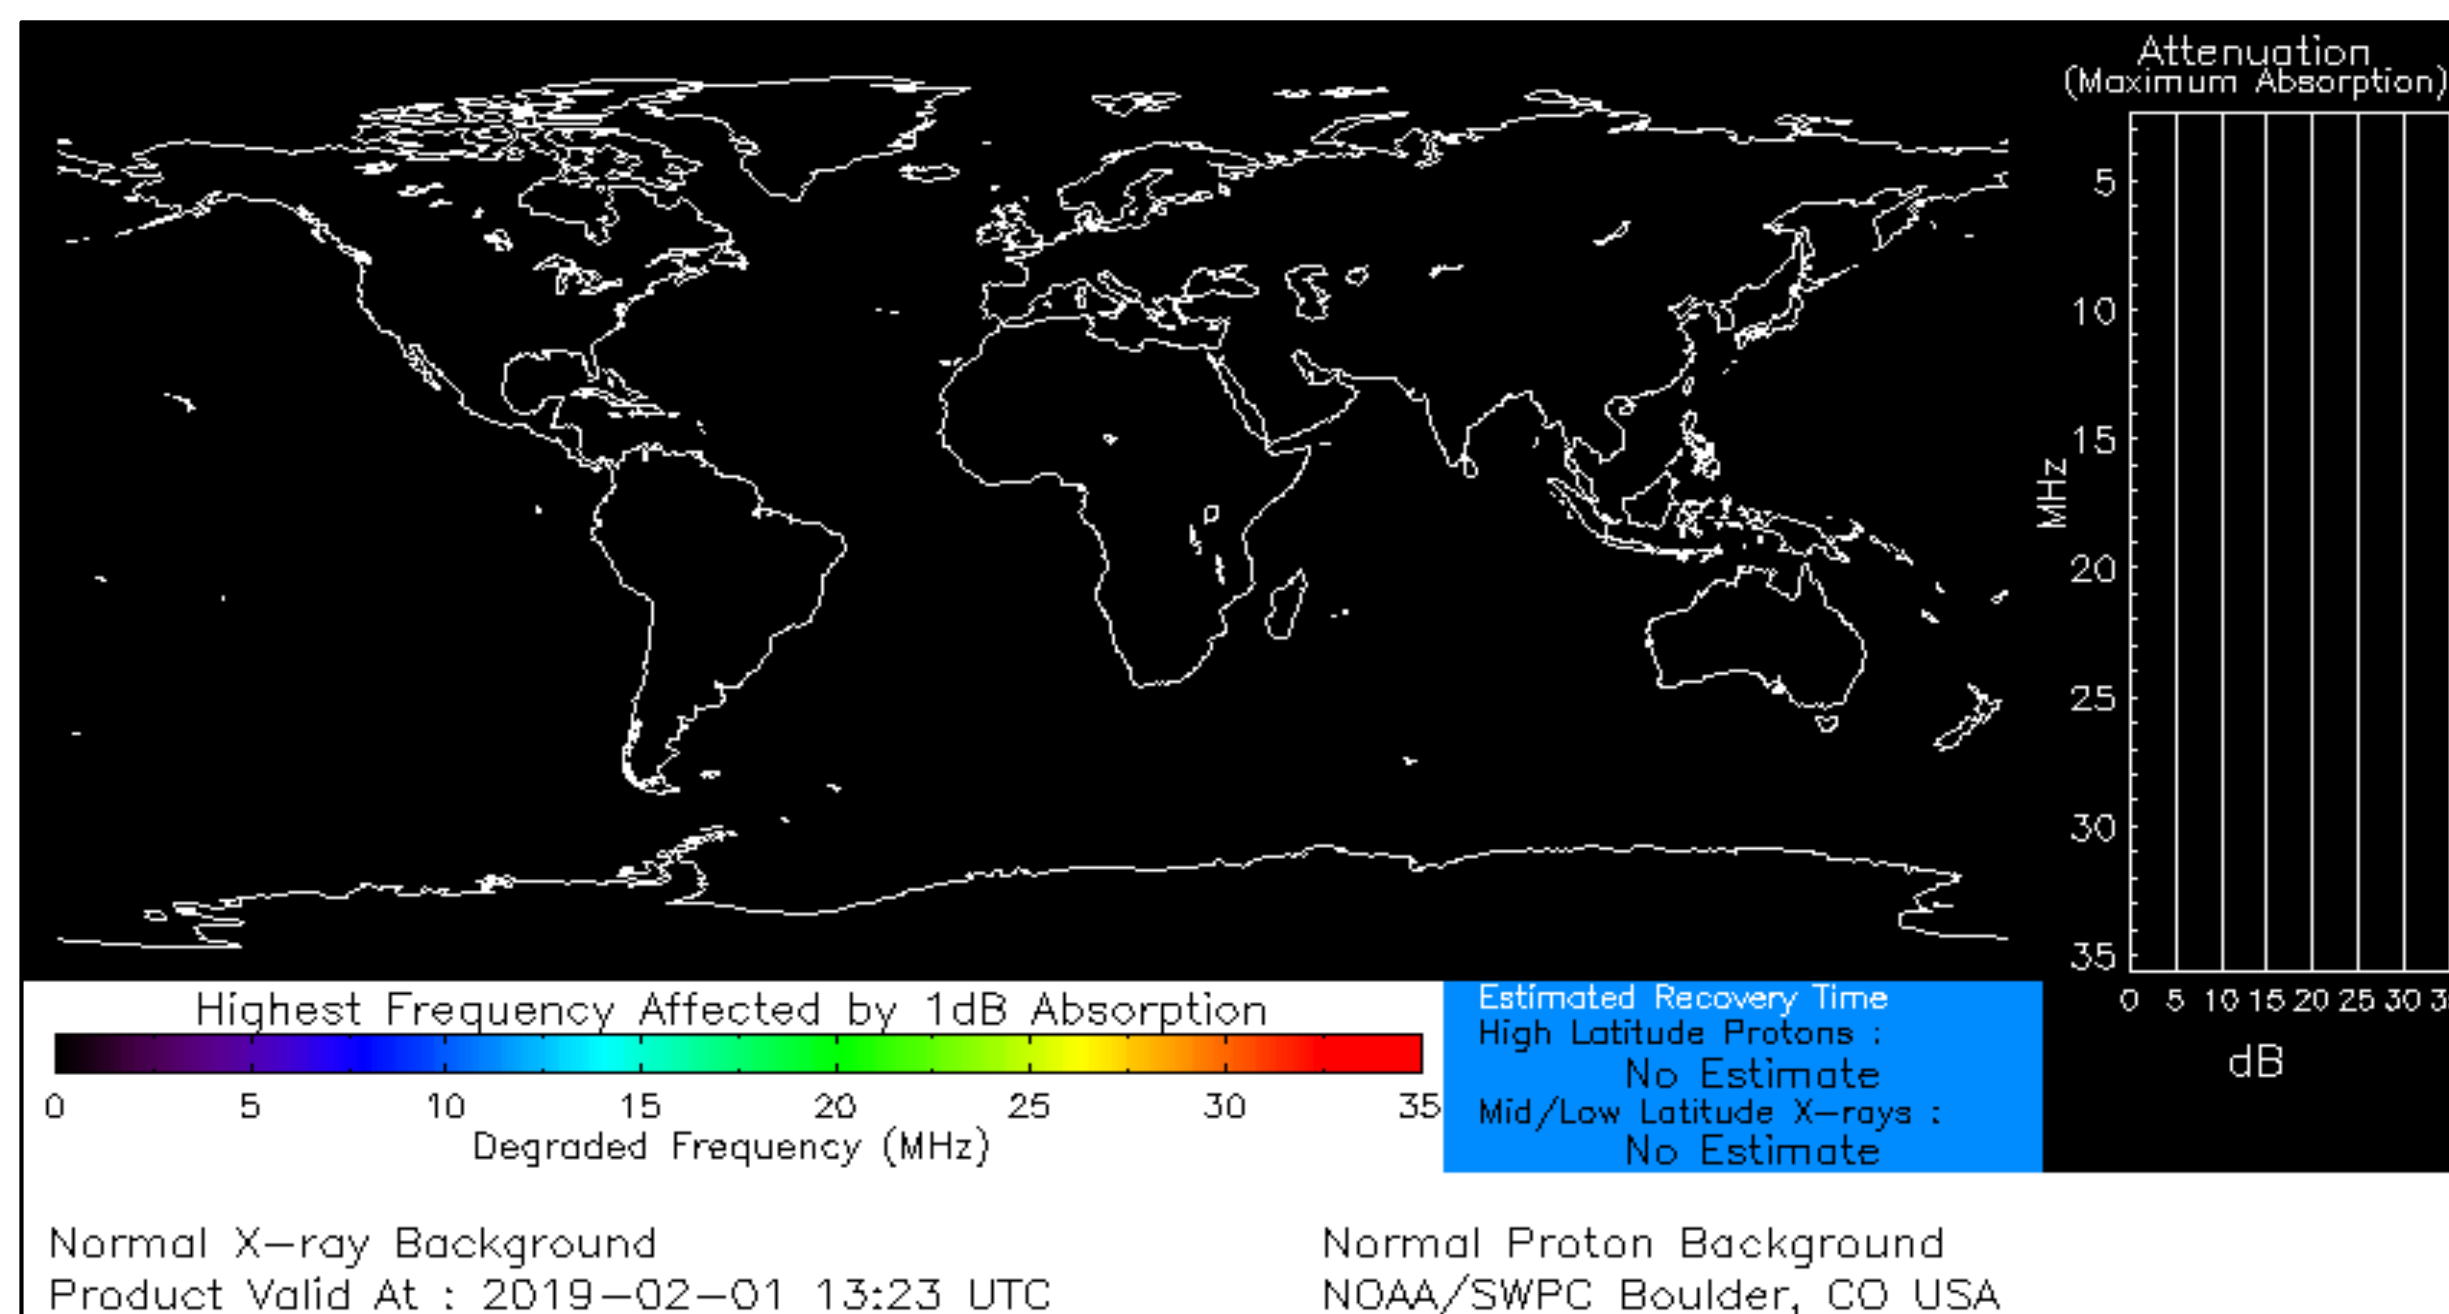 Attenuation
(Maximum Absorption)
5
10
15
20
25
30
35
MHz
0 5 10 15 20 25 30
dB
Highest Frequency Affected by 1dB Absorption
0 5 10 15 20 25 30 35
Degraded Frequency (MHz)
Estimated Recovery Time
High Latitude Protons :
No Estimate
Mid/Low Latitude X-rays :
No Estimate
Normal X-ray Background
Normal Proton Background
Product Valid At : 2019-02-01 13:23 UTC
NOAA/SWPC Boulder, CO USA